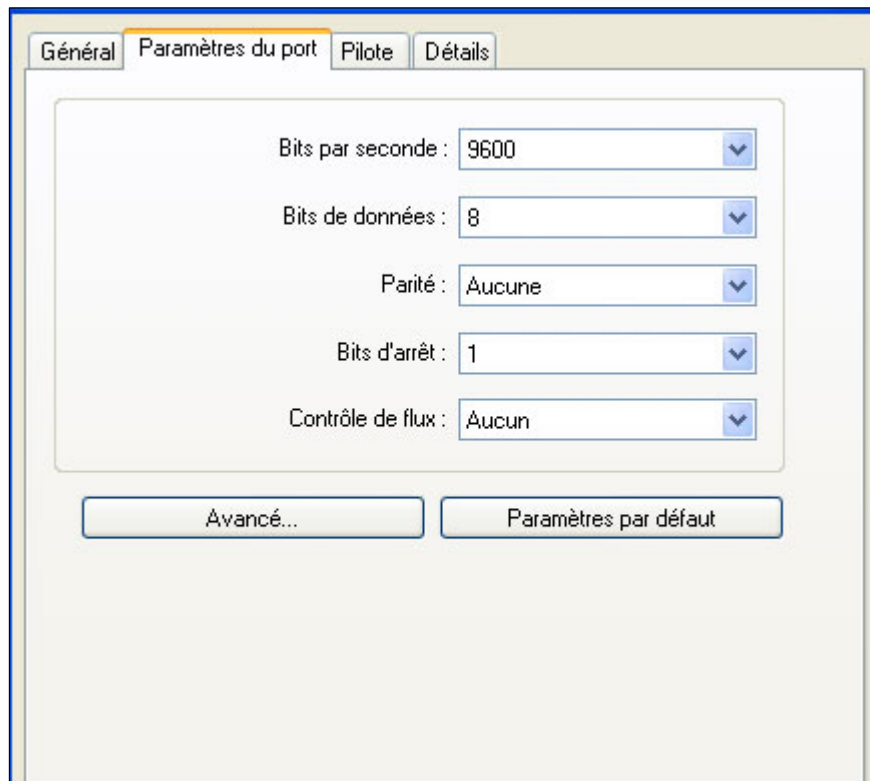 Général Paramètres du port Pilote Détails
Bits par seconde : 9600
Bits de données : 8
Parité : Aucune
Bits d'arrêt : 1
Contrôle de flux : Aucun
Avancé... Paramètres par défaut